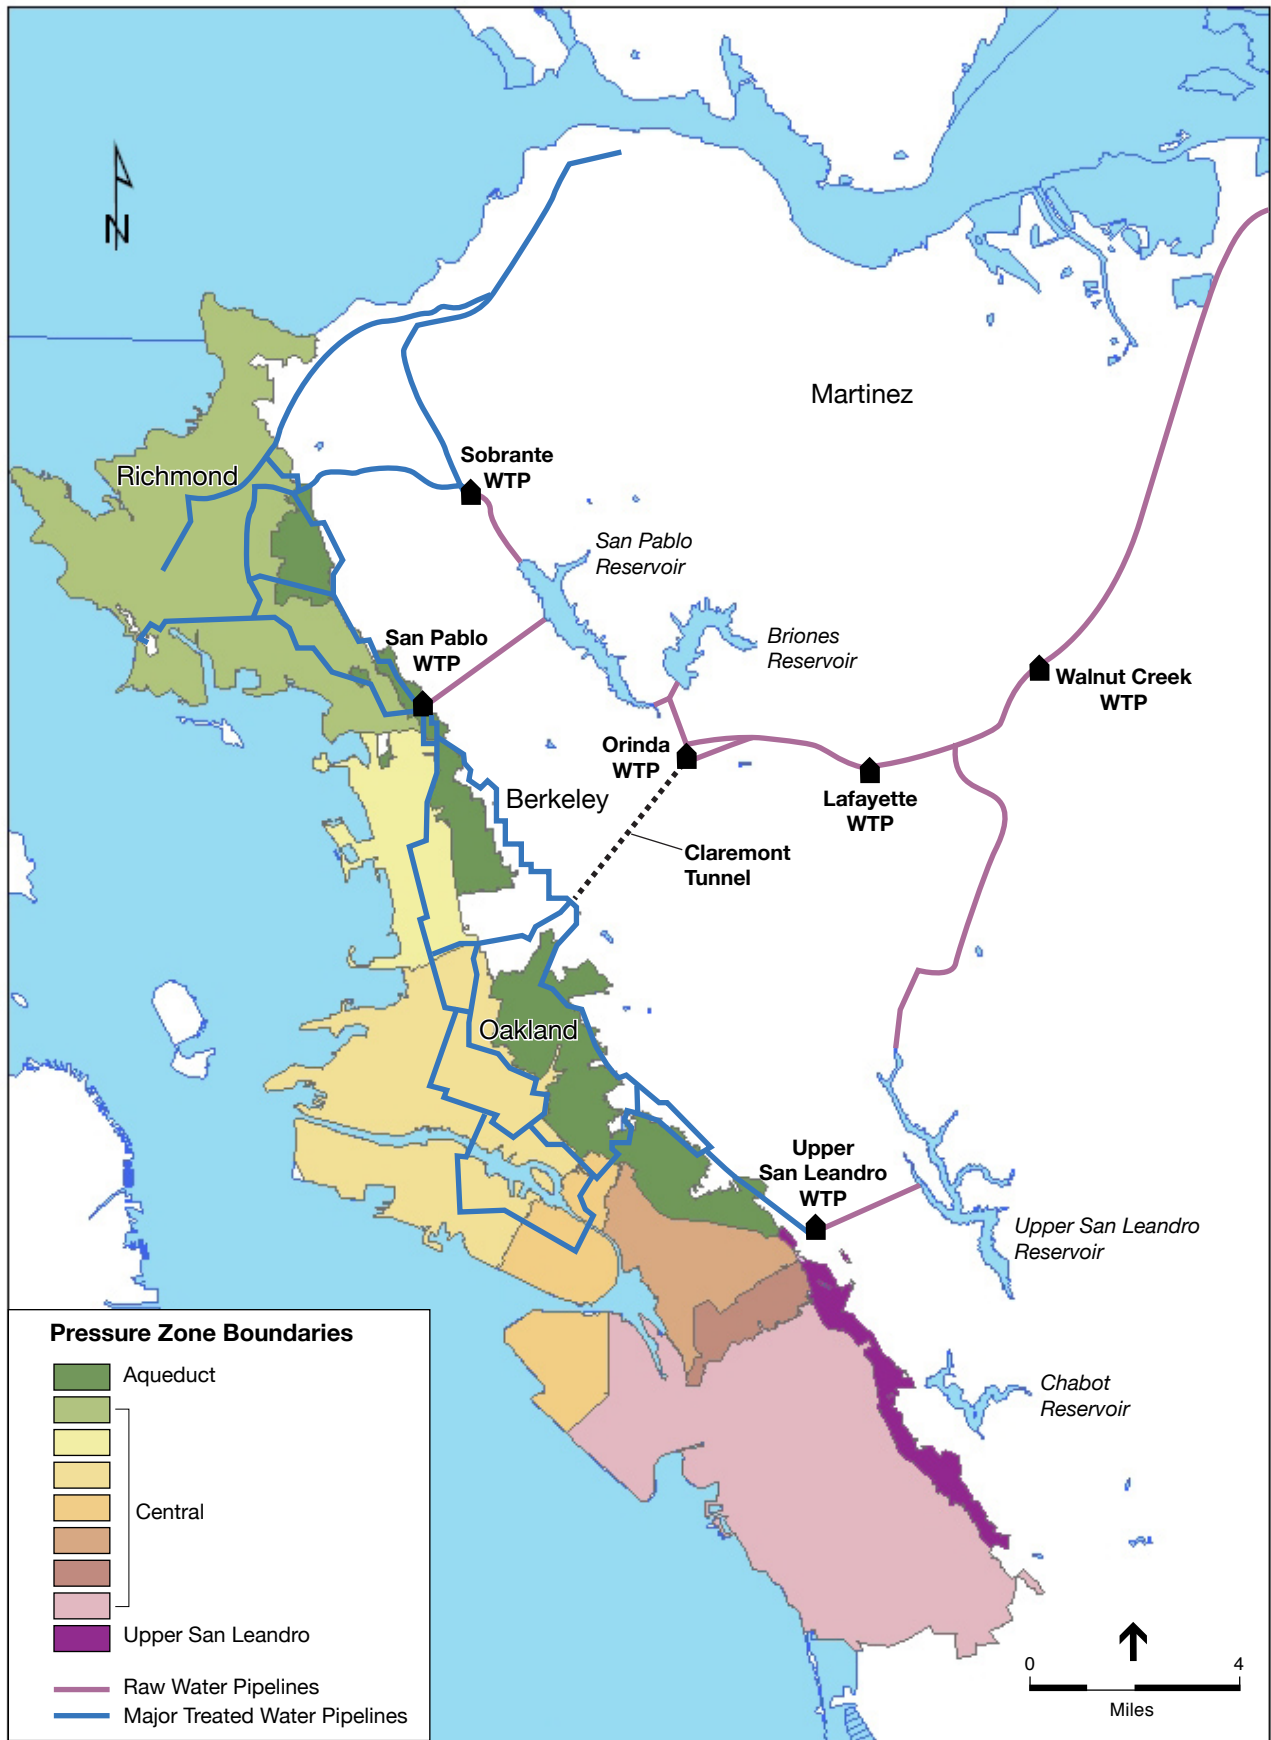 N
Martinez
Sobrante
WTP
Richmond
San Pablo
Reservoir
San Pablo
WTP
Briones
Reservoir
Walnut Creek
WTP
Orinda
WTP
Lafayette
WTP
Berkeley
Claremont
Tunnel
Oakland
Upper
San Leandro
WTP
Upper San Leandro
Reservoir
Chabot
Reservoir
Pressure Zone Boundaries
Aqueduct
Central
Upper San Leandro
Raw Water Pipelines
Major Treated Water Pipelines
0 4
Miles